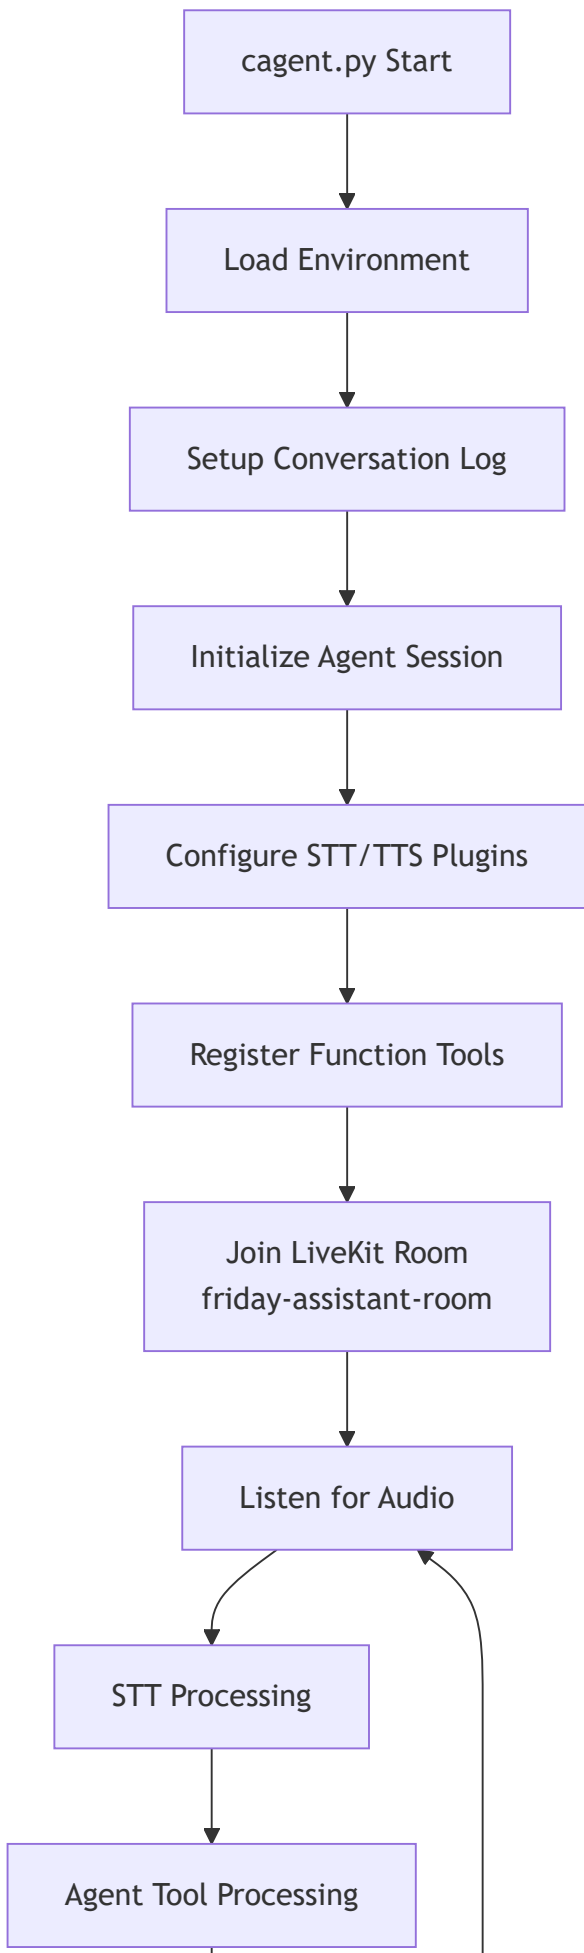 cagent.py Start
Load Environment
Setup Conversation Log
Initialize Agent Session
Configure STT/TTS Plugins
Register Function Tools
Join LiveKit Room
friday-assistant-room
Listen for Audio
STT Processing
Agent Tool Processing